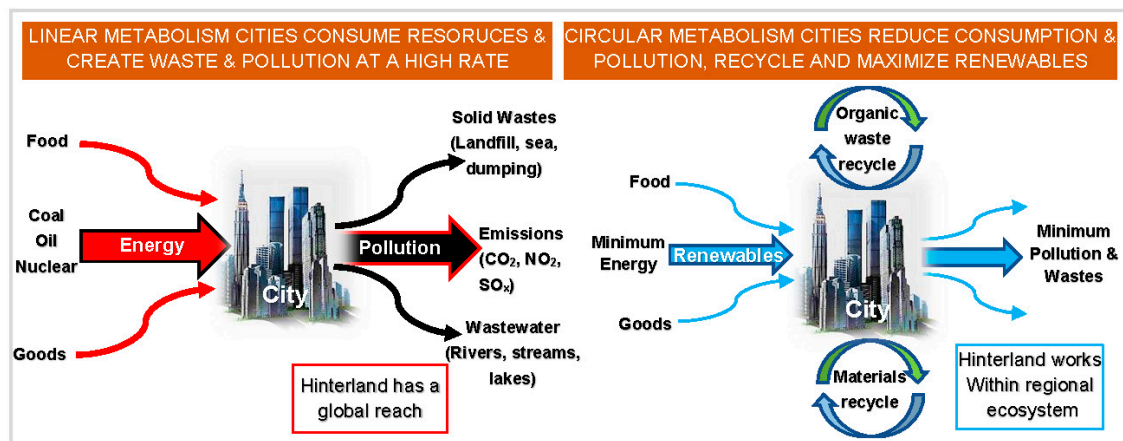 LINEAR METABOLISM CITIES CONSUME RESORUCES &
CREATE WASTE & POLLUTION AT A HIGH RATE
Food
Coal
Oil
Nuclear
Energy
Goods
City
Solid Wastes
(Landfill, sea,
dumping)
Pollution
Emissions
(CO₂, NO₂,
SOₓ)
Wastewater
(Rivers, streams,
lakes)
Hinterland has a
global reach
CIRCULAR METABOLISM CITIES REDUCE CONSUMPTION &
POLLUTION, RECYCLE AND MAXIMIZE RENEWABLES
Organic
waste
recycle
Food
Minimum
Energy
Renewables
Goods
City
Minimum
Pollution &
Wastes
Materials
recycle
Hinterland works
Within regional
ecosystem